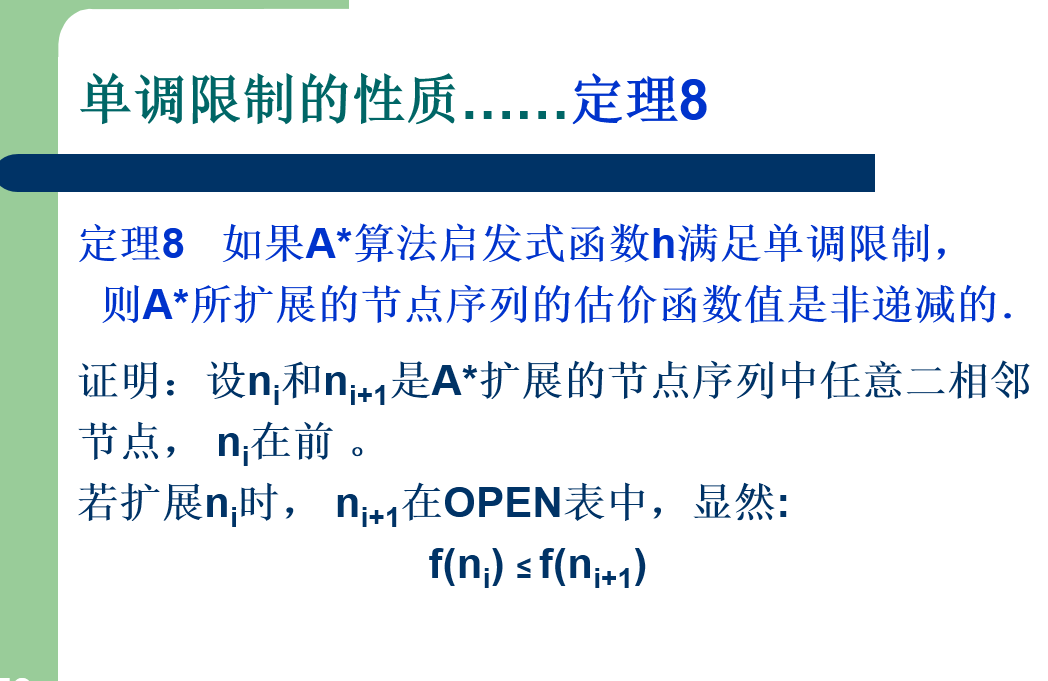 单调限制的性质……定理8
定理8 如果A*算法启发式函数h满足单调限制，
则A*所扩展的节点序列的估价函数值是非递减的．
证明：设nᵢ和nᵢ₊₁是A*扩展的节点序列中任意二相邻
节点， nᵢ在前 。
若扩展nᵢ时， nᵢ₊₁在OPEN表中，显然:
f(nᵢ) ≦ f(nᵢ₊₁)